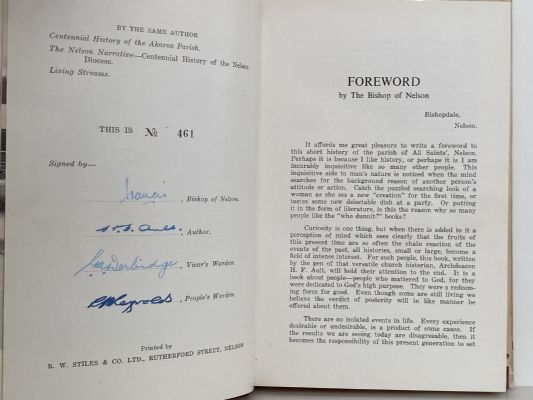 BY THE SAME AUTHOR
Centennial History of the Akaroa Parish.
The Nelson Narrative—Centennial History of the Nelson
Diocese.
Living Streams.
THIS IS № 461
Signed by—
, Bishop of Nelson.
H. F. Ault. , Author.
, Vicar's Warden.
, People's Warden.
Printed by
R. W. STILES & CO. LTD., RUTHERFORD STREET, NELSON
FOREWORD
by The Bishop of Nelson
Bishopdale,
Nelson.
It affords me great pleasure to write a foreword to
this short history of the parish of All Saints', Nelson.
Perhaps it is because I like history, or perhaps it is I am
incurably inquisitive like so many other people. This
inquisitive side to man's nature is noticed when the mind
searches for the background reason of another person's
attitude or action. Catch the puzzled searching look of
a woman as she sees a new "creation" for the first time, or
tastes some new delectable dish at a party. Or putting
it in the form of literature, is this the reason why so many
people like the "who dunnit?" books?
Curiosity is one thing, but when there is added to it a
perception of mind which sees clearly that the fruits of
this present time are so often the chain reaction of the
events of the past, all histories, small or large, become a
field of intense interest. For such people, this book, written
by the pen of that versatile church historian, Archdeacon
H. F. Ault, will hold their attention to the end. It is a
book about people—people who mattered to God, for they
were dedicated to God's high purpose. They were a redeem-
ing force for good. Even though some are still living we
believe the verdict of posterity will in like manner be
offered about them.
There are no isolated events in life. Every experience
desirable or undesirable, is a product of some cause. If
the results we are seeing today are disagreeable, then it
becomes the responsibility of this present generation to set